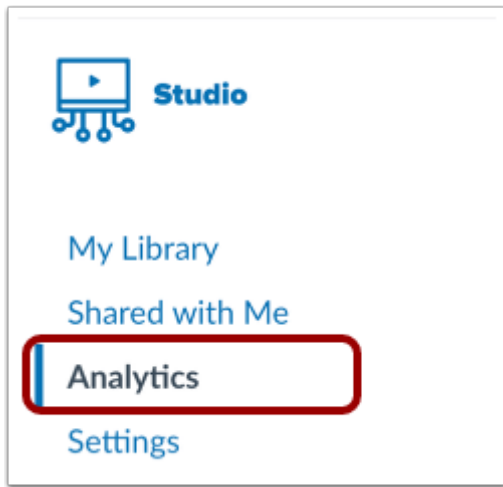 Studio
My Library
Shared with Me
Analytics
Settings